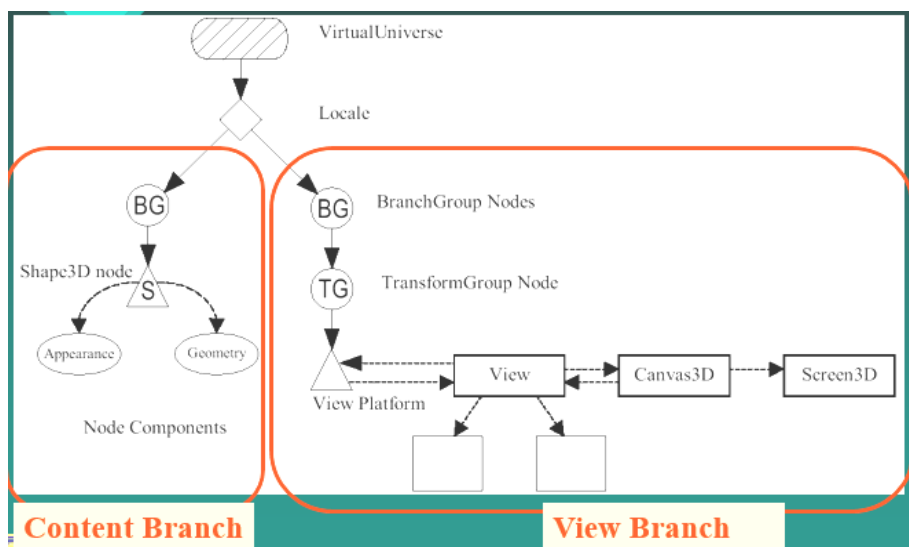 VirtualUniverse
Locale
BG
BG
BranchGroup Nodes
Shape3D node
S
TG
TransformGroup Node
Appearance
Geometry
View
Canvas3D
Screen3D
View Platform
Node Components
Content Branch
View Branch